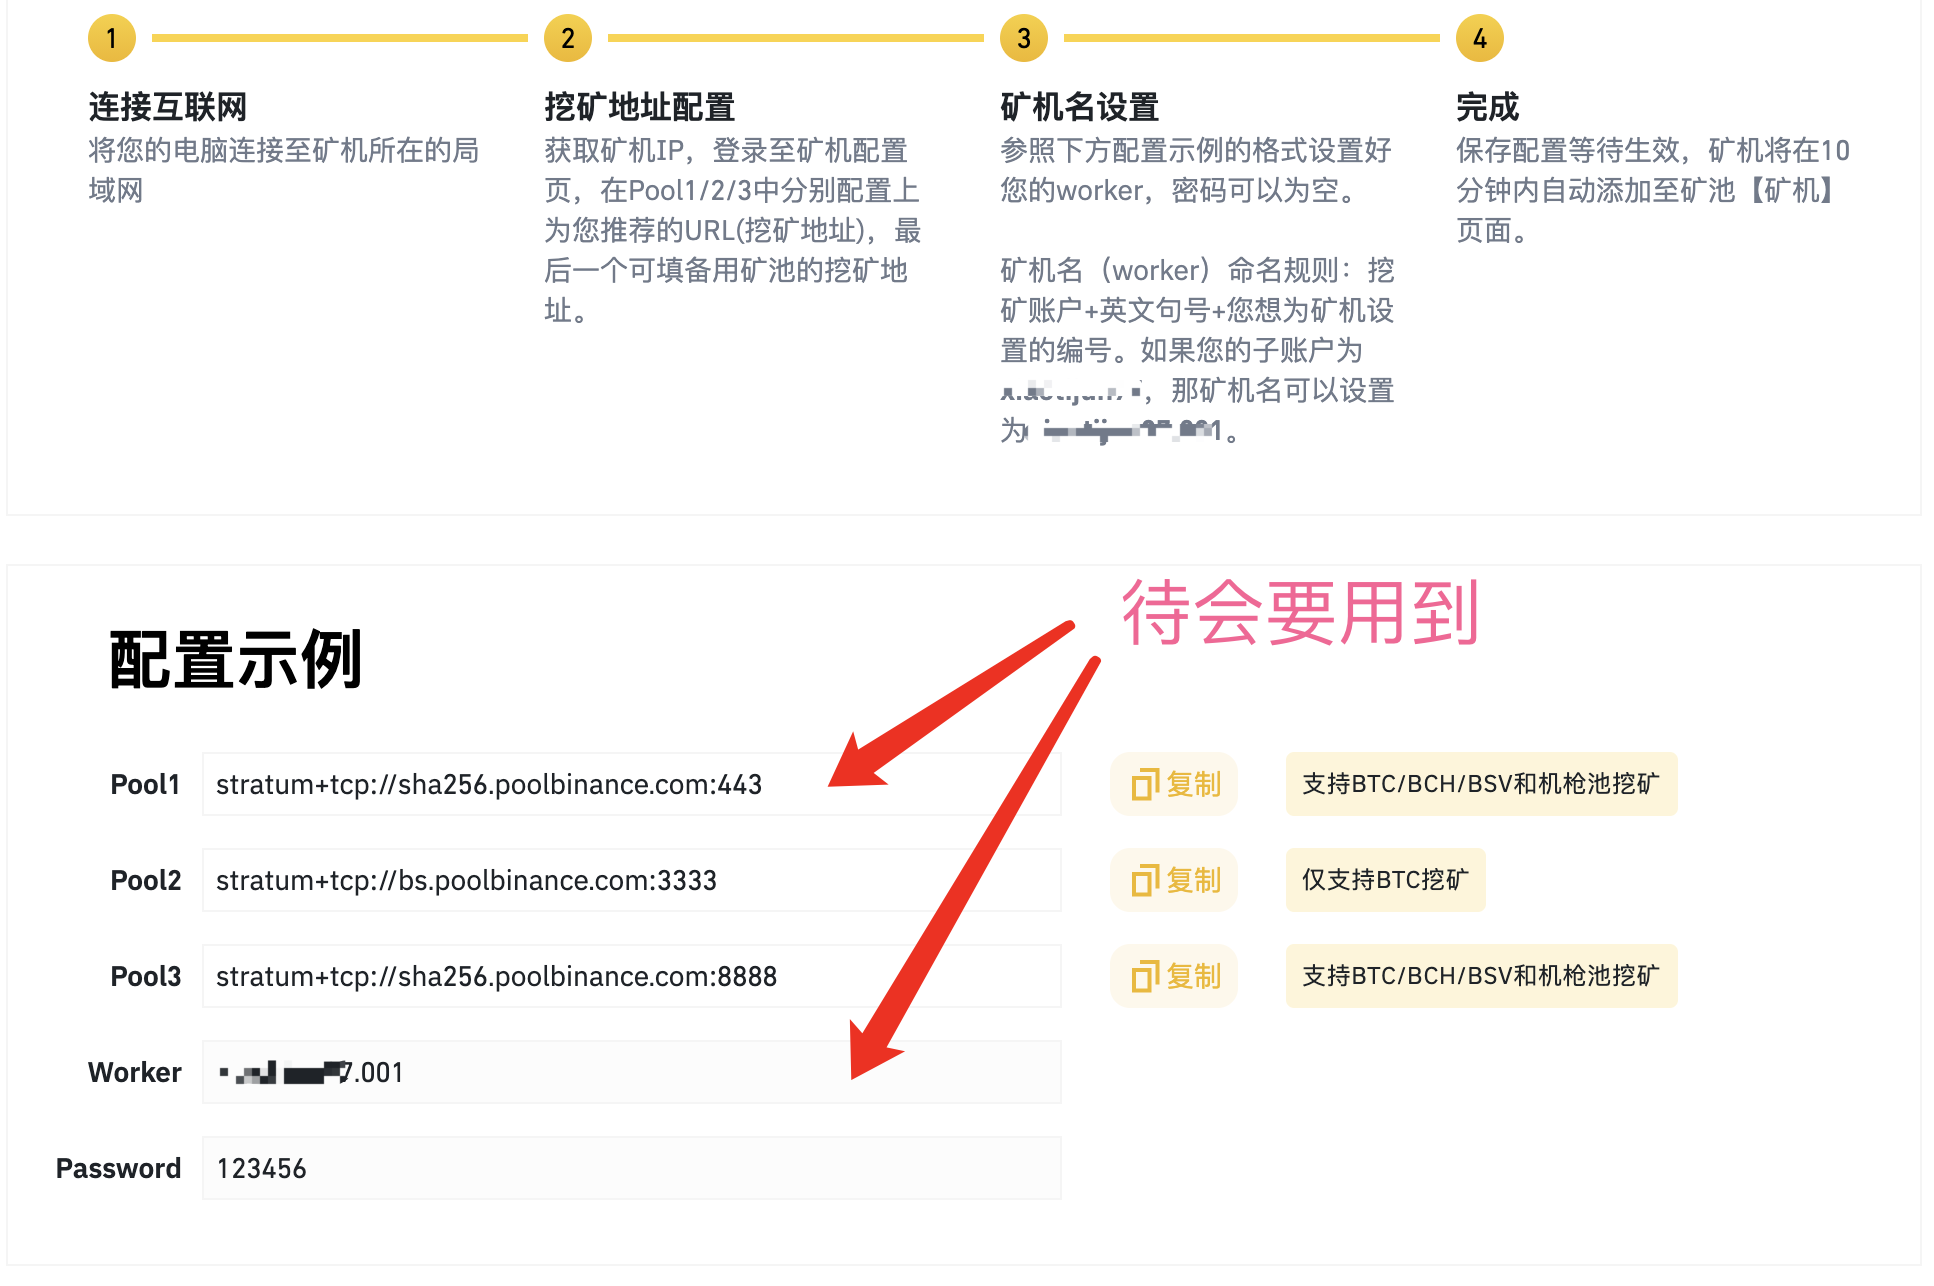 1
2
3
4
连接互联网
将您的电脑连接至矿机所在的局
域网
挖矿地址配置
获取矿机IP，登录至矿机配置
页，在Pool1/2/3中分别配置上
为您推荐的URL(挖矿地址)，最
后一个可填备用矿池的挖矿地
址。
矿机名设置
参照下方配置示例的格式设置好
您的worker，密码可以为空。
矿机名（worker）命名规则：挖
矿账户+英文句号+您想为矿机设
置的编号。如果您的子账户为
，那矿机名可以设置
为
完成
保存配置等待生效，矿机将在10
分钟内自动添加至矿池【矿机】
页面。
待会要用到
配置示例
Pool1 stratum+tcp://sha256.poolbinance.com:443 复制 支持BTC/BCH/BSV和机枪池挖矿
Pool2 stratum+tcp://bs.poolbinance.com:3333 复制 仅支持BTC挖矿
Pool3 stratum+tcp://sha256.poolbinance.com:8888 复制 支持BTC/BCH/BSV和机枪池挖矿
Worker 7.001
Password 123456